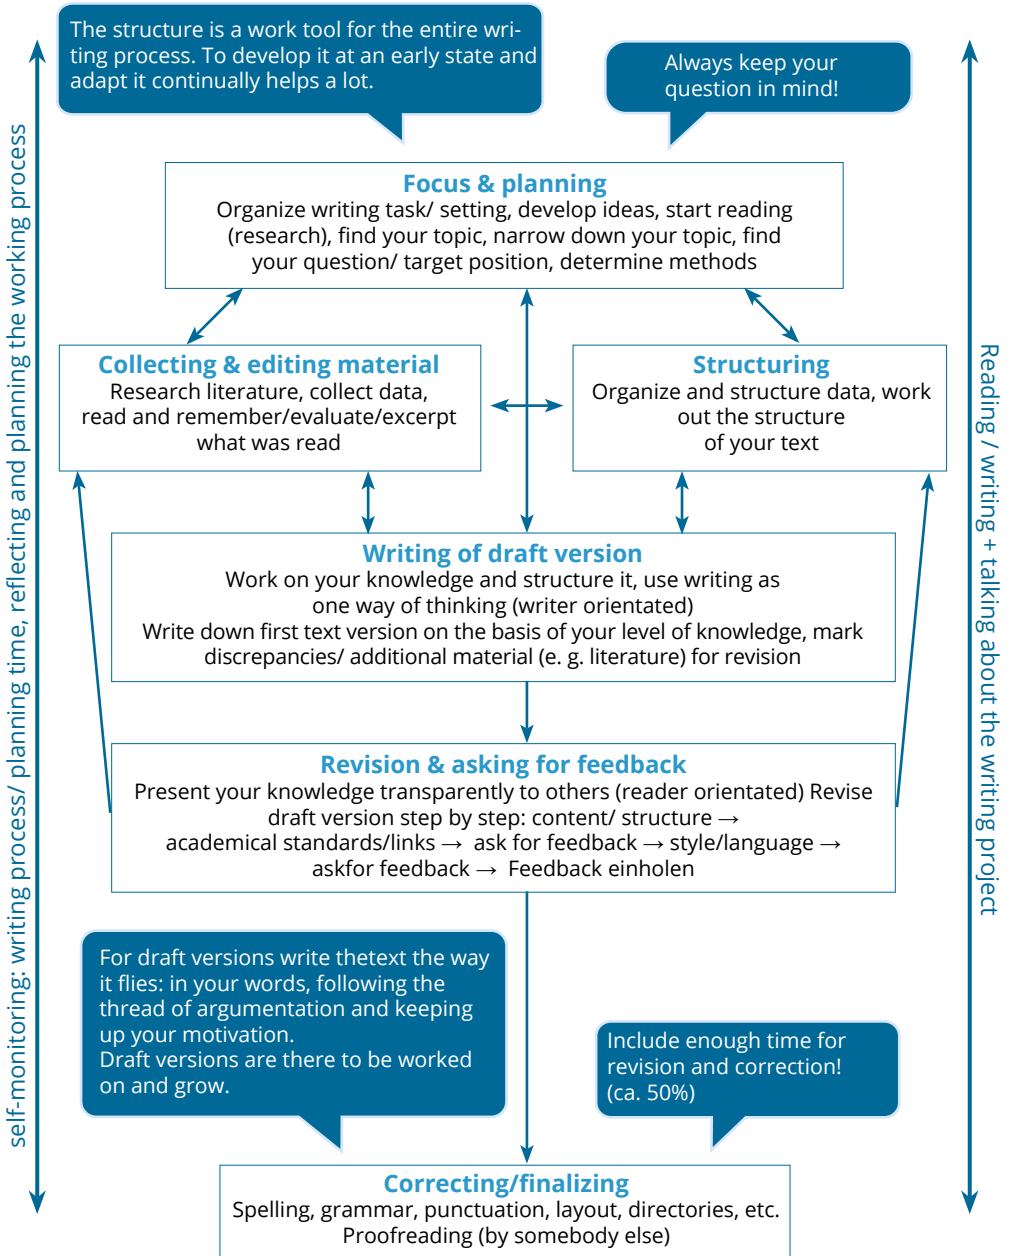 The structure is a work tool for the entire wri-
ting process. To develop it at an early state and
adapt it continually helps a lot.
Always keep your
question in mind!
self-monitoring: writing process/ planning time, reflecting and planning the working process
Focus & planning
Organize writing task/ setting, develop ideas, start reading
(research), find your topic, narrow down your topic, find
your question/ target position, determine methods
Collecting & editing material
Research literature, collect data,
read and remember/evaluate/excerpt
what was read
Structuring
Organize and structure data, work
out the structure
of your text
Reading / writing + talking about the writing project
Writing of draft version
Work on your knowledge and structure it, use writing as
one way of thinking (writer orientated)
Write down first text version on the basis of your level of knowledge, mark
discrepancies/ additional material (e. g. literature) for revision
Revision & asking for feedback
Present your knowledge transparently to others (reader orientated) Revise
draft version step by step: content/ structure →
academical standards/links → ask for feedback → style/language →
askfor feedback → Feedback einholen
For draft versions write thetext the way
it flies: in your words, following the
thread of argumentation and keeping
up your motivation.
Draft versions are there to be worked
on and grow.
Include enough time for
revision and correction!
(ca. 50%)
Correcting/finalizing
Spelling, grammar, punctuation, layout, directories, etc.
Proofreading (by somebody else)